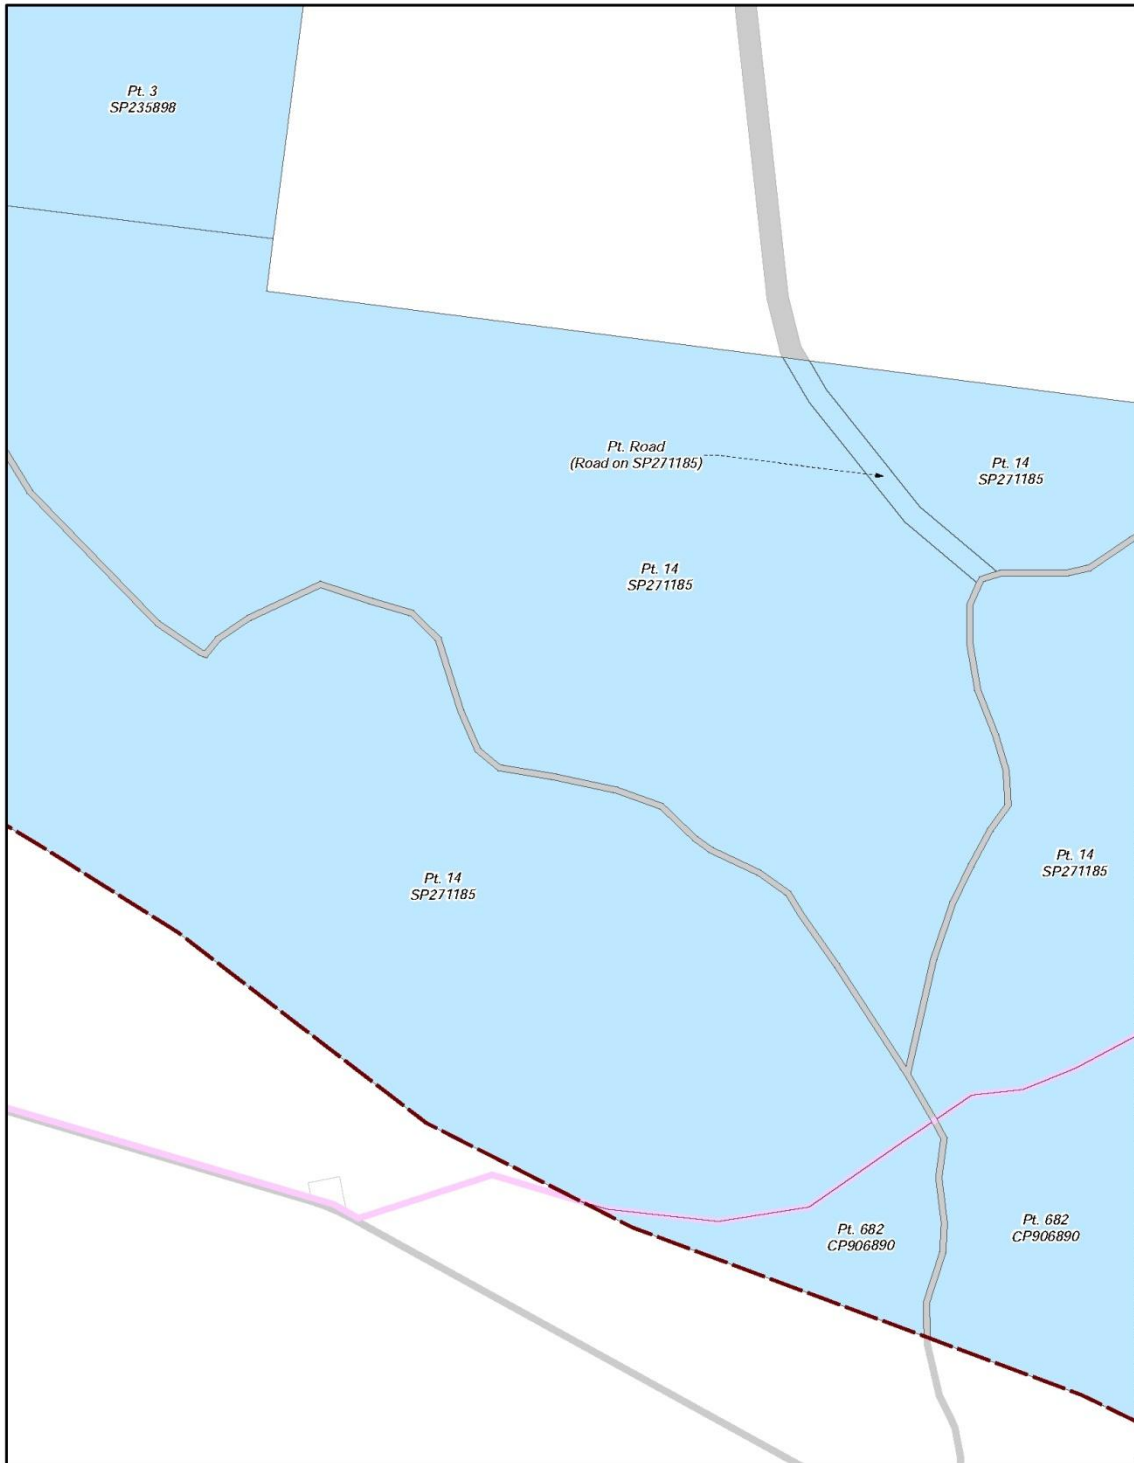 Pt. 3
SP235898
Pt. Road
(Road on SP271185)
Pt. 14
SP271185
Pt. 14
SP271185
Pt. 14
SP271185
Pt. 14
SP271185
Pt. 682
CP906890
Pt. 682
CP906890